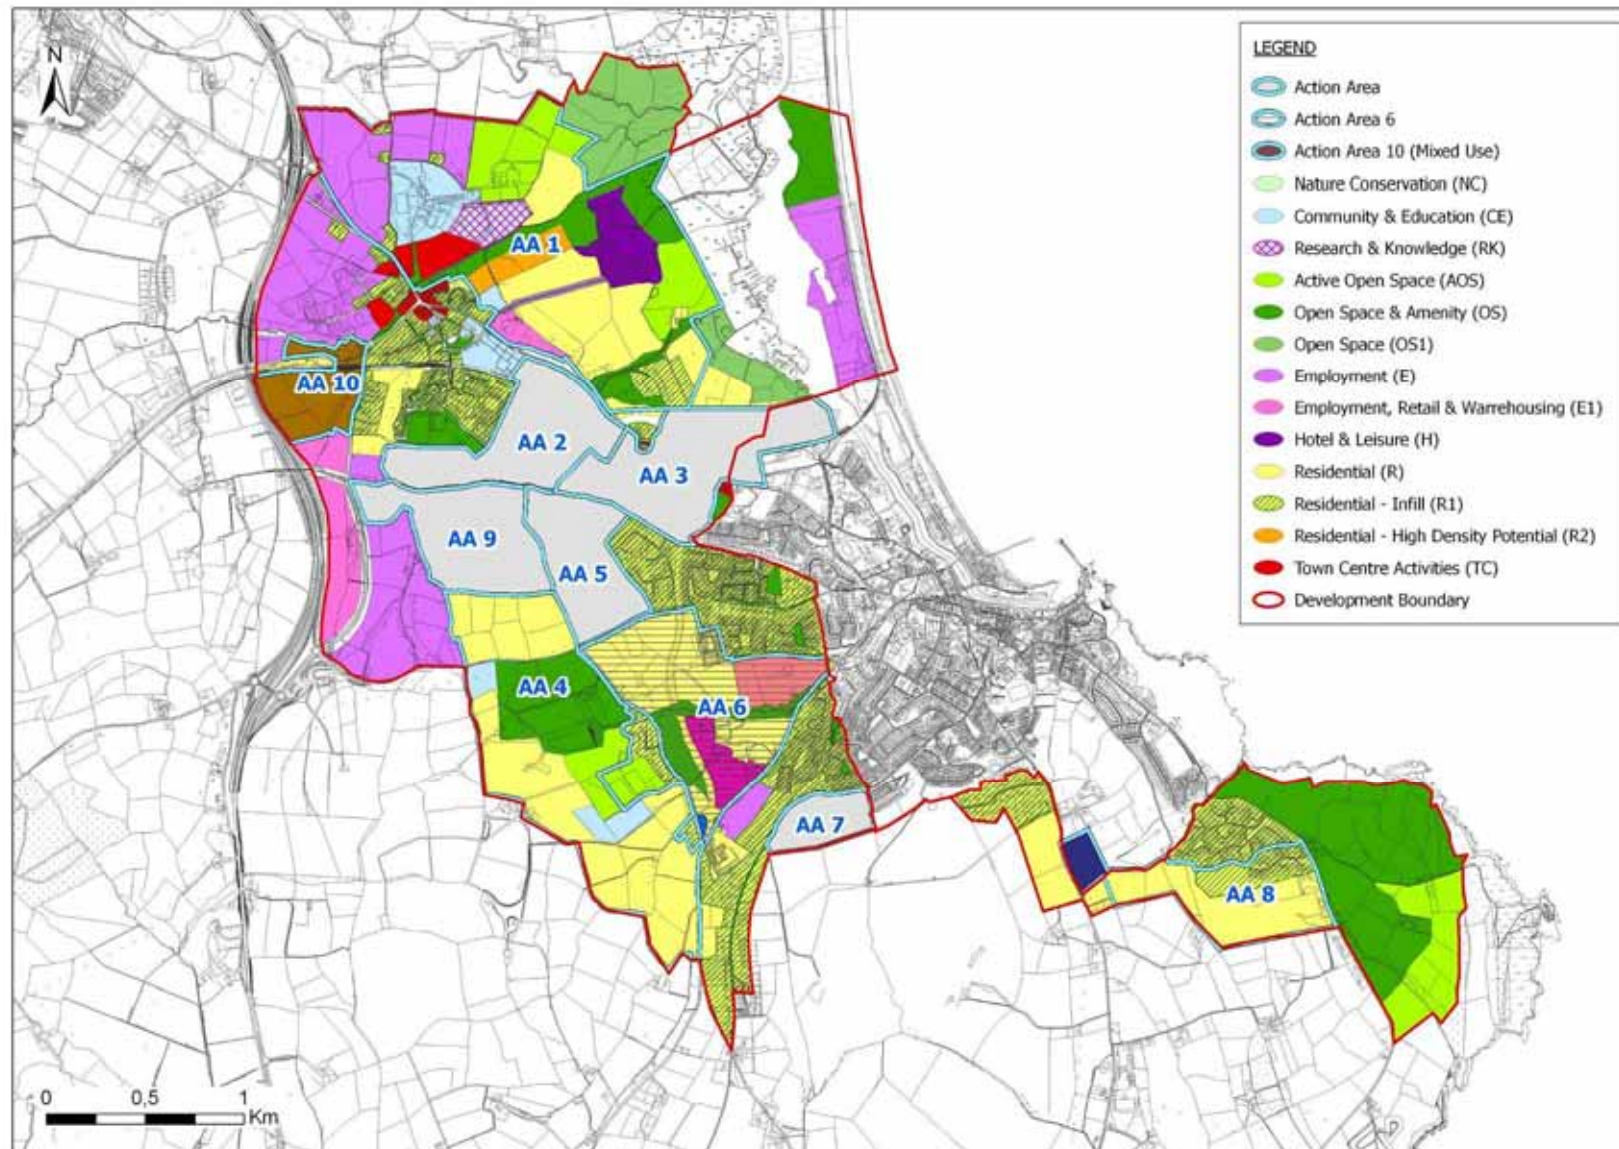 N
LEGEND
Action Area
Action Area 6
Action Area 10 (Mixed Use)
Nature Conservation (NC)
Community & Education (CE)
Research & Knowledge (RK)
Active Open Space (AOS)
Open Space & Amenity (OS)
Open Space (OS1)
Employment (E)
Employment, Retail & Warrehousing (E1)
Hotel & Leisure (H)
Residential (R)
Residential - Infill (R1)
Residential - High Density Potential (R2)
Town Centre Activities (TC)
Development Boundary
AA 1
AA 10
AA 2
AA 3
AA 9
AA 5
AA 4
AA 6
AA 7
AA 8
0 0,5 1
Km